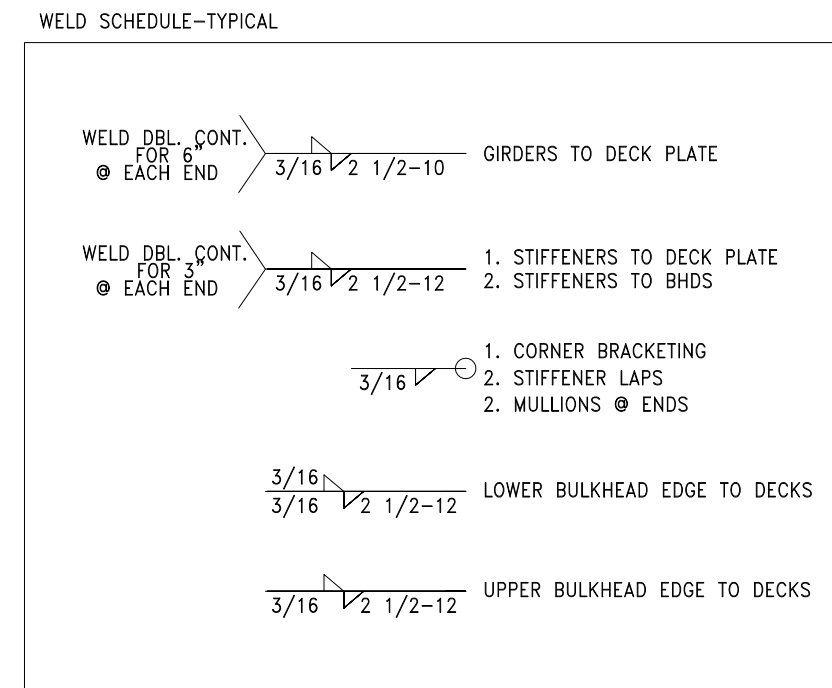 WELD SCHEDULE-TYPICAL
WELD DBL. CONT.
FOR 6"
@ EACH END
3/16 2 1/2-10
GIRDERS TO DECK PLATE
WELD DBL. CONT.
FOR 3"
@ EACH END
3/16 2 1/2-12
1. STIFFENERS TO DECK PLATE
2. STIFFENERS TO BHDS
3/16
1. CORNER BRACKETING
2. STIFFENER LAPS
2. MULLIONS @ ENDS
3/16
3/16 2 1/2-12
LOWER BULKHEAD EDGE TO DECKS
3/16 2 1/2-12
UPPER BULKHEAD EDGE TO DECKS